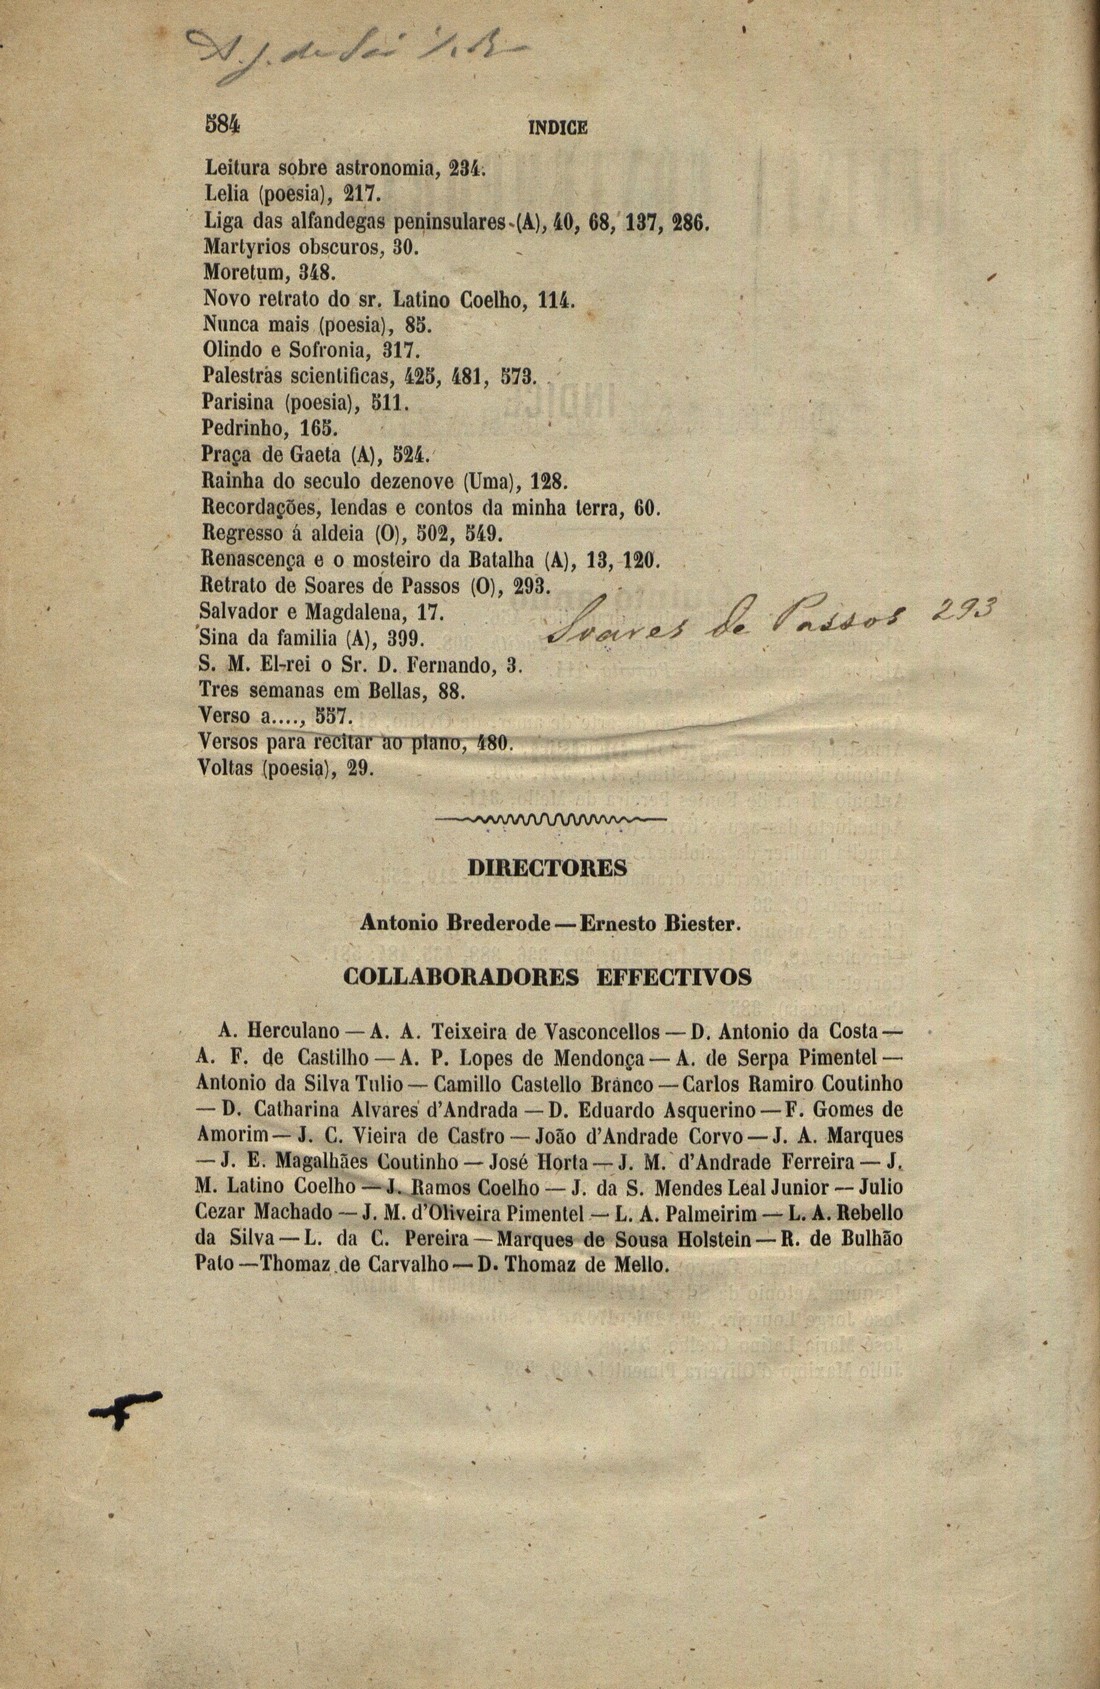 A. J. de Sá
584 INDICE
Leitura sobre astronomia, 234.
Lelia (poesia), 217.
Liga das alfandegas peninsulares (A), 40, 68, 137, 286.
Martyrios obscuros, 30.
Moretum, 348.
Novo retrato do sr. Latino Coelho, 114.
Nunca mais (poesia), 85.
Olindo e Sofronia, 317.
Palestras scientificas, 425, 481, 573.
Parisina (poesia), 511.
Pedrinho, 165.
Praça de Gaeta (A), 524.
Rainha do seculo dezenove (Uma), 128.
Recordações, lendas e contos da minha terra, 60.
Regresso á aldeia (O), 502, 549.
Renascença e o mosteiro da Batalha (A), 13, 120.
Retrato de Soares de Passos (O), 293.
Salvador e Magdalena, 17.
Soares de Passos 293
Sina da familia (A), 399.
S. M. El-rei o Sr. D. Fernando, 3.
Tres semanas em Bellas, 88.
Verso a...., 557.
Versos para recitar ao piano, 480.
Voltas (poesia), 29.
DIRECTORES
Antonio Brederode — Ernesto Biester.
COLLABORADORES EFFECTIVOS
A. Herculano — A. A. Teixeira de Vasconcellos — D. Antonio da Costa —
A. F. de Castilho — A. P. Lopes de Mendonça — A. de Serpa Pimentel —
Antonio da Silva Tulio — Camillo Castello Branco — Carlos Ramiro Coutinho
— D. Catharina Alvares d'Andrada — D. Eduardo Asquerino — F. Gomes de
Amorim — J. C. Vieira de Castro — João d'Andrade Corvo — J. A. Marques
— J. E. Magalhães Coutinho — José Horta — J. M. d'Andrade Ferreira — J.
M. Latino Coelho — J. Ramos Coelho — J. da S. Mendes Leal Junior — Julio
Cezar Machado — J. M. d'Oliveira Pimentel — L. A. Palmeirim — L. A. Rebello
da Silva — L. da C. Pereira — Marques de Sousa Holstein — R. de Bulhão
Pato — Thomaz de Carvalho — D. Thomaz de Mello.